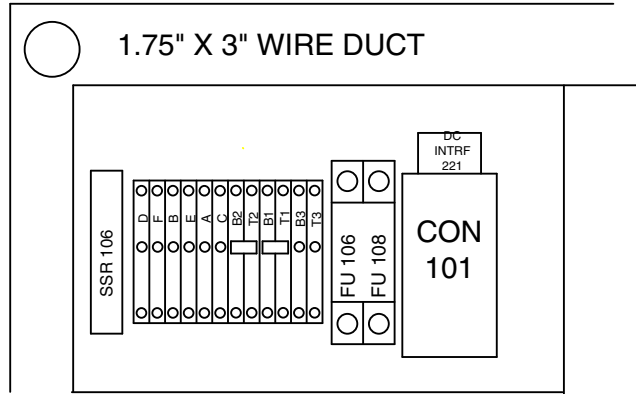 1.75" X 3" WIRE DUCT
DC
INTRF
221
SSR 106
D
F
B
E
A
C
B2
T2
B1
T1
B3
T3
FU 106
FU 108
CON
101